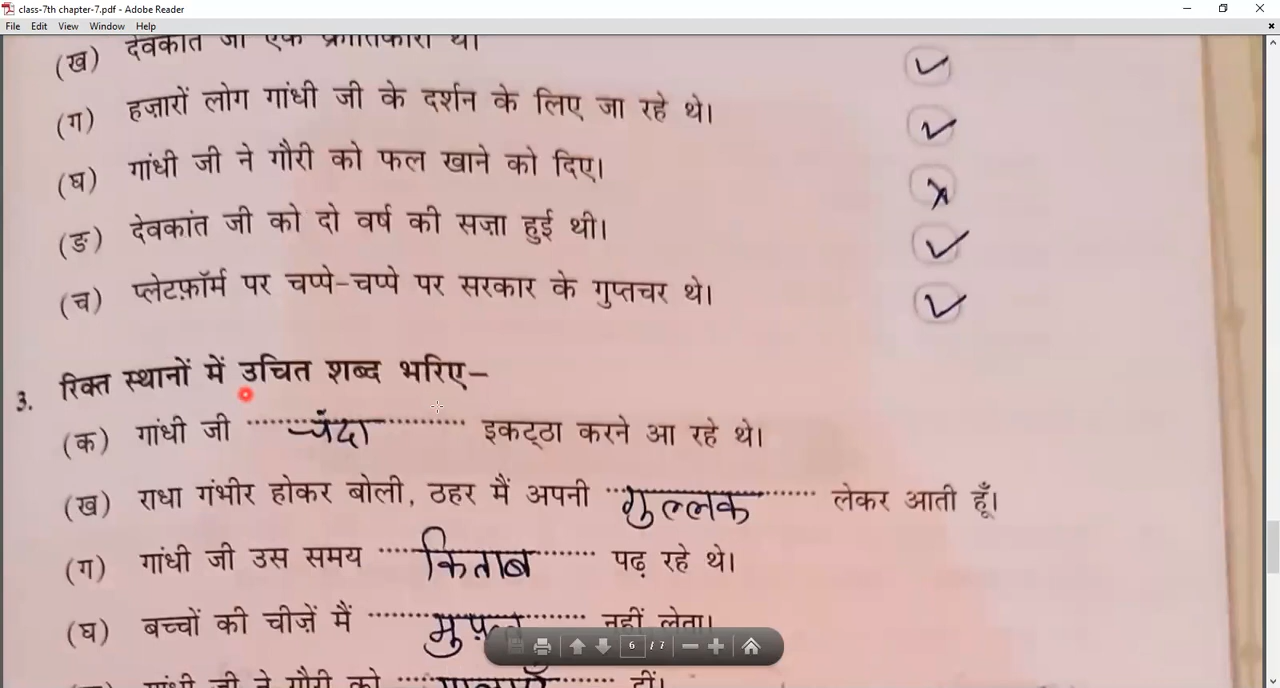 class-7th chapter-7.pdf - Adobe Reader
File Edit View Window Help
(ख) देवकांत जी एक क्रांतिकारी थे।
(ग) हज़ारों लोग गांधी जी के दर्शन के लिए जा रहे थे।
(घ) गांधी जी ने गौरी को फल खाने को दिए।
(ङ) देवकांत जी को दो वर्ष की सज़ा हुई थी।
(च) प्लेटफ़ॉर्म पर चप्पे-चप्पे पर सरकार के गुप्तचर थे।
3. रिक्त स्थानों में उचित शब्द भरिए–
(क) गांधी जी चँदा इकट्ठा करने आ रहे थे।
(ख) राधा गंभीर होकर बोली, ठहर मैं अपनी गुल्लक लेकर आती हूँ।
(ग) गांधी जी उस समय किताब पढ़ रहे थे।
(घ) बच्चों की चीज़ें मैं मुफ़्त नहीं लेता।
6 / 7
गांधी जी ने गौरी को दीं।